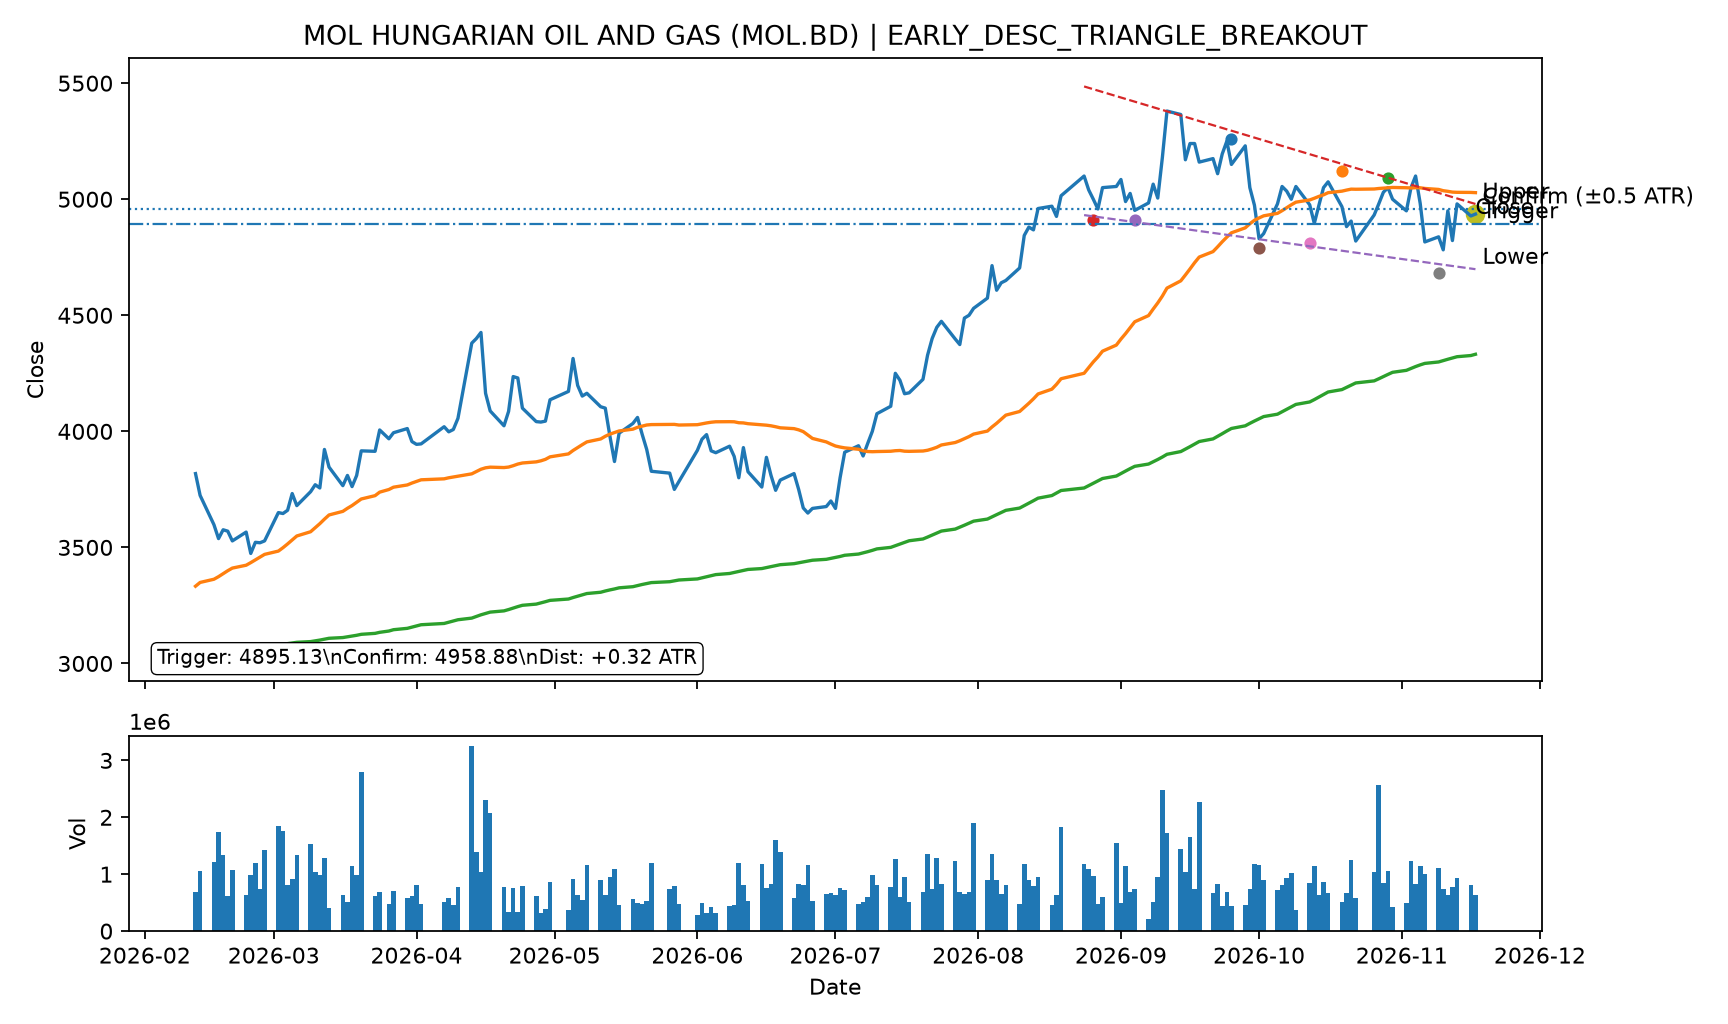 MOL HUNGARIAN OIL AND GAS (MOL.BD) | EARLY_DESC_TRIANGLE_BREAKOUT
Close
5500
5000
4500
4000
3500
3000
Upper
Confirm (±0.5 ATR)
Close
Trigger
Lower
Trigger: 4895.13\nConfirm: 4958.88\nDist: +0.32 ATR
1e6
Vol
3
2
1
0
2026-02 2026-03 2026-04 2026-05 2026-06 2026-07 2026-08 2026-09 2026-10 2026-11 2026-12
Date